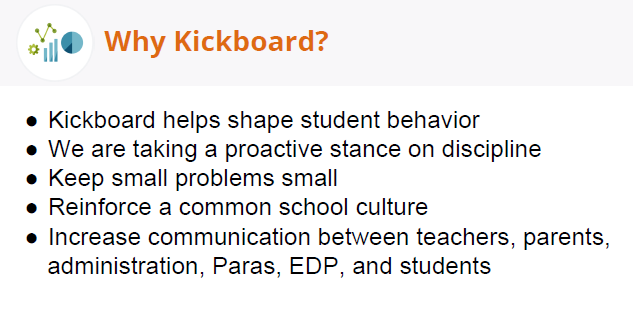 Why Kickboard?
● Kickboard helps shape student behavior
● We are taking a proactive stance on discipline
● Keep small problems small
● Reinforce a common school culture
● Increase communication between teachers, parents,
administration, Paras, EDP, and students